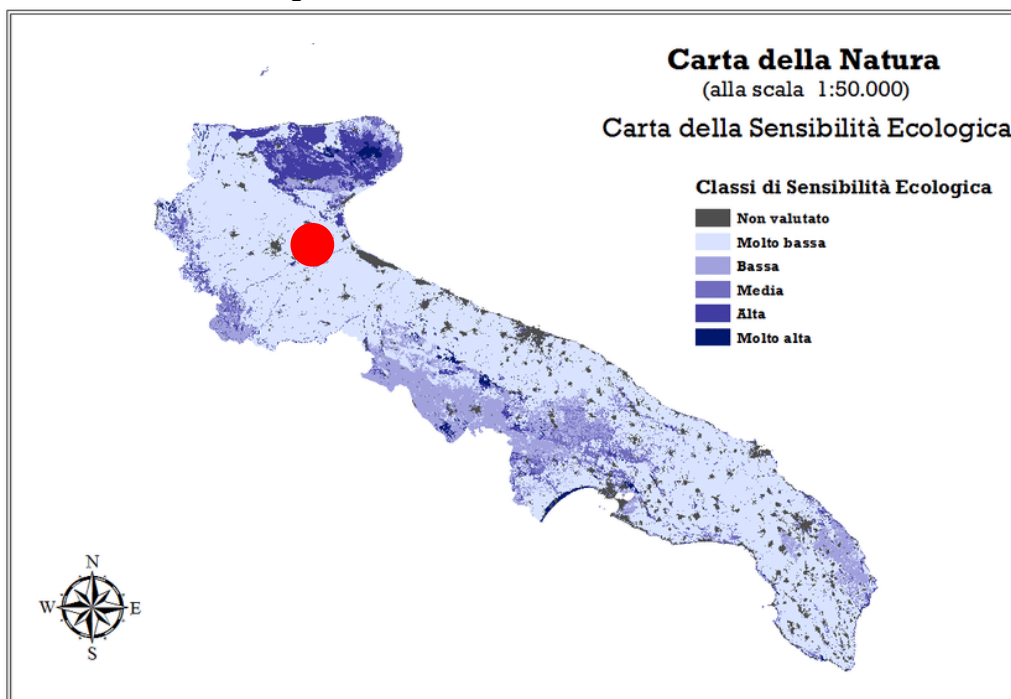 Carta della Natura
(alla scala 1:50.000)
Carta della Sensibilità Ecologica
Classi di Sensibilità Ecologica
Non valutato
Molto bassa
Bassa
Media
Alta
Molto alta
N
W E
S